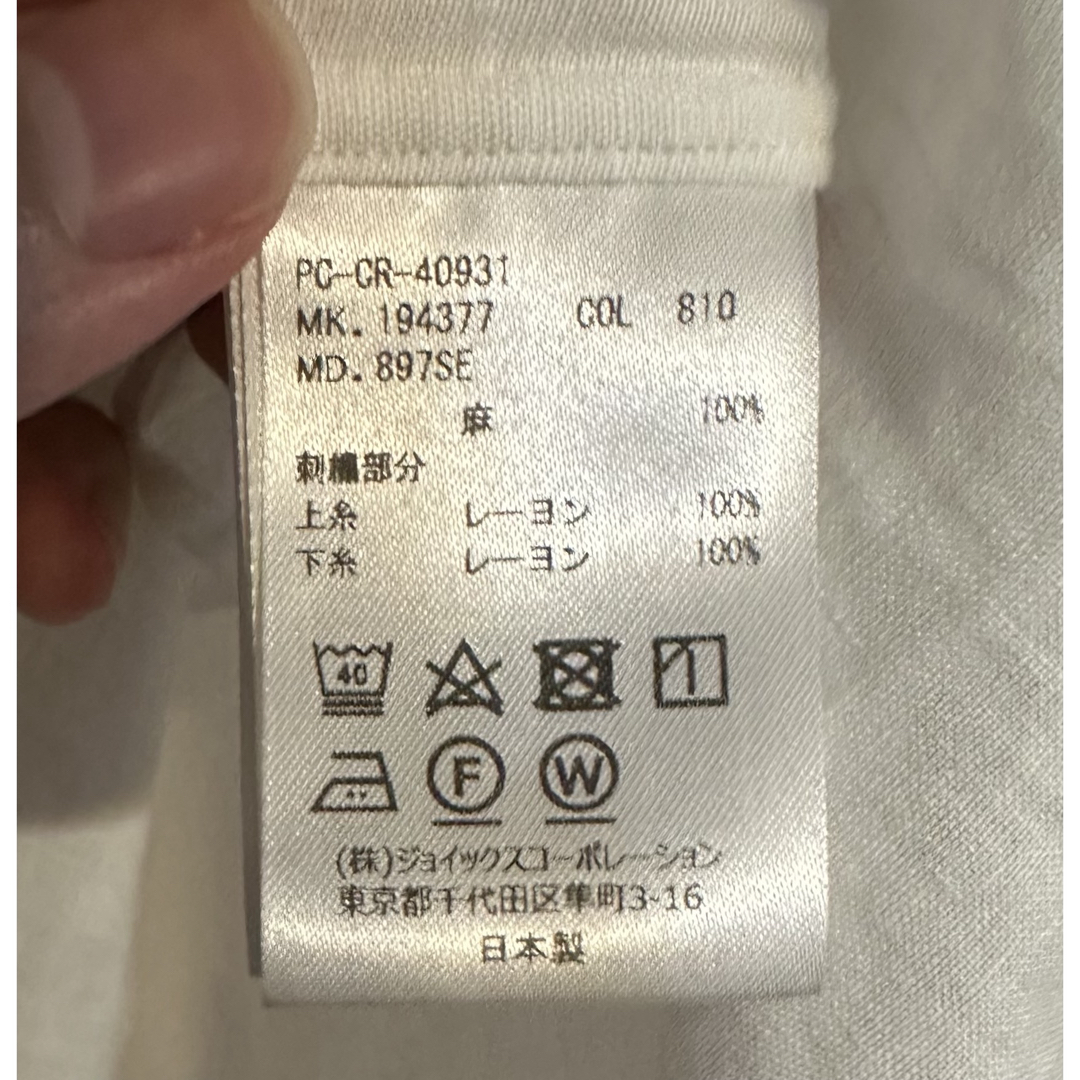 PC-CR-40931
MK. 194377 COL 810
MD. 897SE
麻 100%
刺繍部分
上糸 レーヨン 100%
下糸 レーヨン 100%
40
F W
(株)ジョイックスコーポレーション
東京都千代田区隼町3-16
日本製